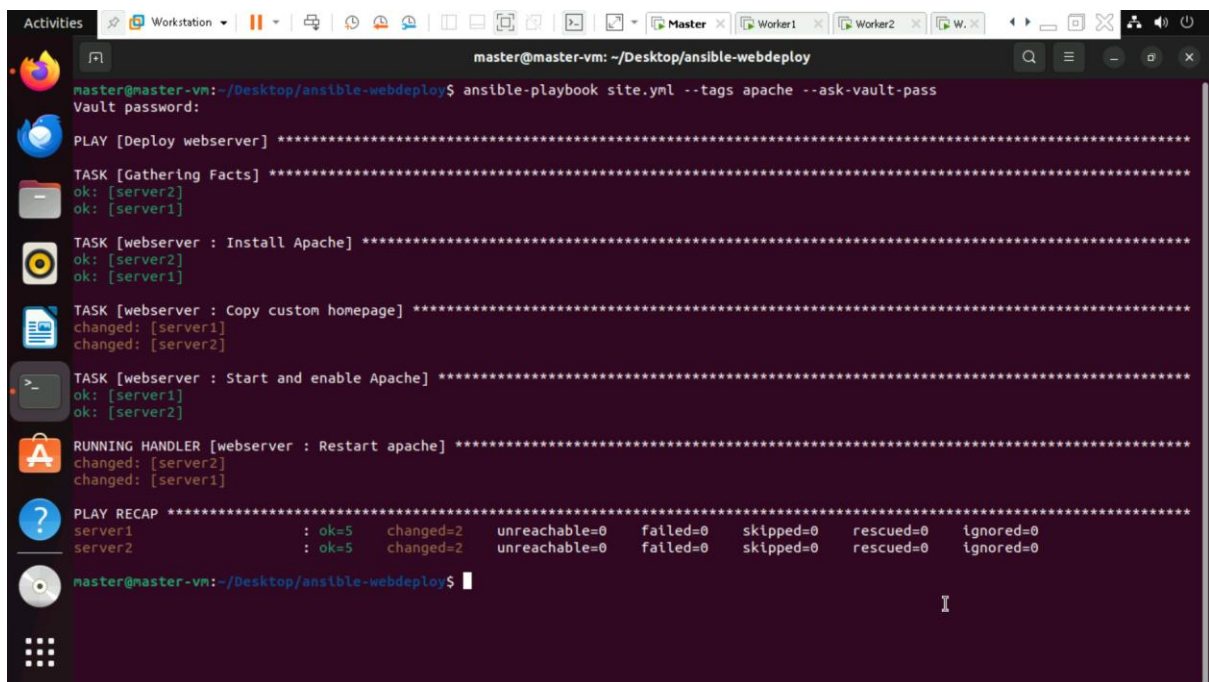 Activities Workstation Master Worker1 Worker2 W.
master@master-vm: ~/Desktop/ansible-webdeploy
master@master-vm:~/Desktop/ansible-webdeploy$ ansible-playbook site.yml --tags apache --ask-vault-pass
Vault password:
PLAY [Deploy webserver] ****************************************************************************************************************
TASK [Gathering Facts] *****************************************************************************************************************
ok: [server2]
ok: [server1]
TASK [webserver : Install Apache] ******************************************************************************************************
ok: [server2]
ok: [server1]
TASK [webserver : Copy custom homepage] ************************************************************************************************
changed: [server1]
changed: [server2]
TASK [webserver : Start and enable Apache] *********************************************************************************************
ok: [server1]
ok: [server2]
RUNNING HANDLER [webserver : Restart apache] *******************************************************************************************
changed: [server2]
changed: [server1]
PLAY RECAP *****************************************************************************************************************************
server1 : ok=5 changed=2 unreachable=0 failed=0 skipped=0 rescued=0 ignored=0
server2 : ok=5 changed=2 unreachable=0 failed=0 skipped=0 rescued=0 ignored=0
master@master-vm:~/Desktop/ansible-webdeploy$